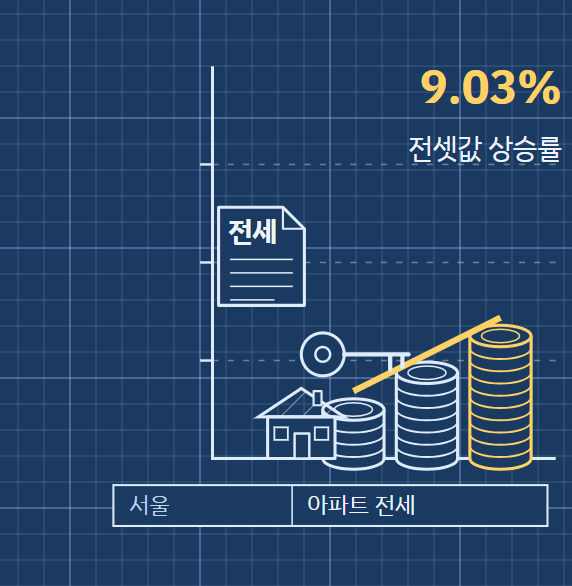 9.03%
전셋값 상승률
전세
서울
아파트 전세